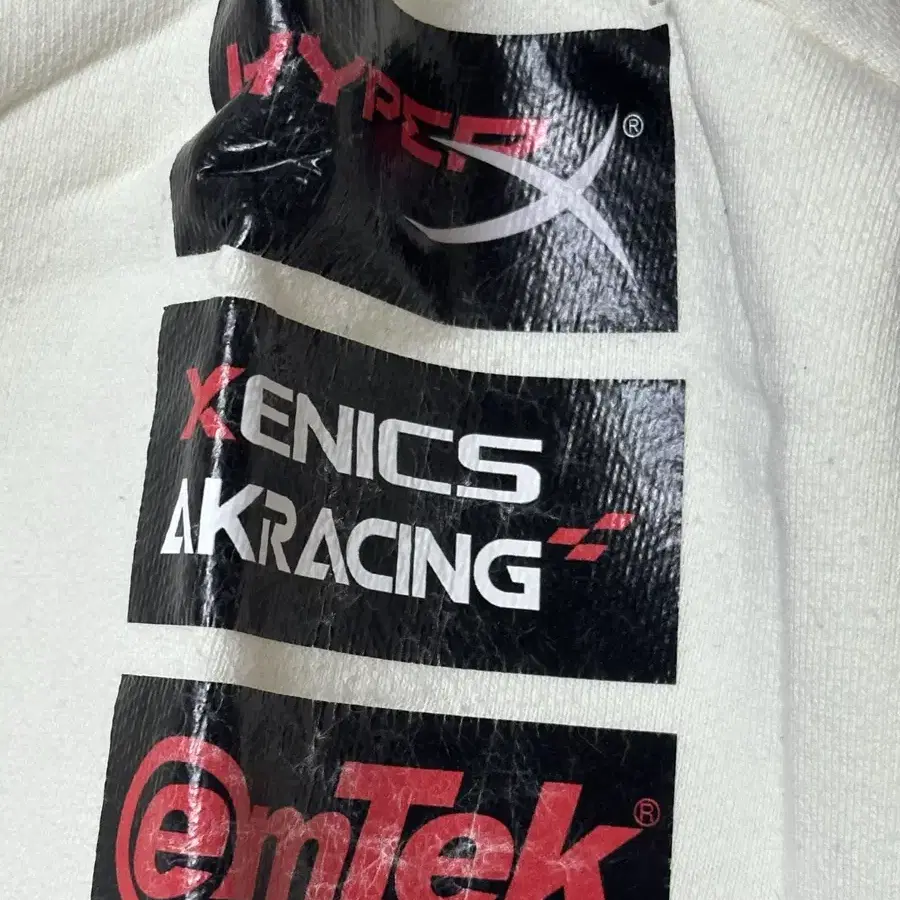 HYPERX®
XENICS
AKRACING
emTek®